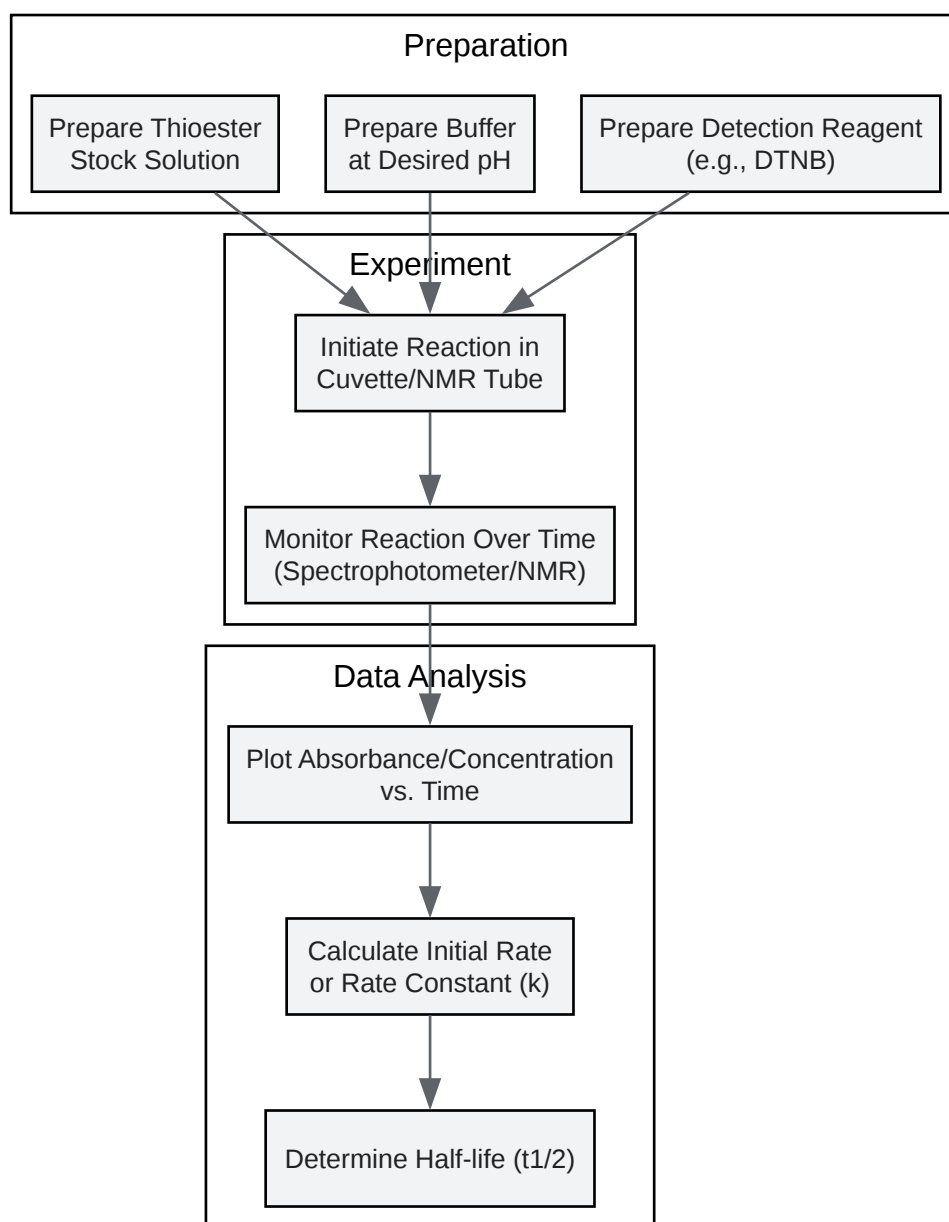 Preparation
Prepare Thioester
Stock Solution
Prepare Buffer
at Desired pH
Prepare Detection Reagent
(e.g., DTNB)
Experiment
Initiate Reaction in
Cuvette/NMR Tube
Monitor Reaction Over Time
(Spectrophotometer/NMR)
Data Analysis
Plot Absorbance/Concentration
vs. Time
Calculate Initial Rate
or Rate Constant (k)
Determine Half-life (t1/2)